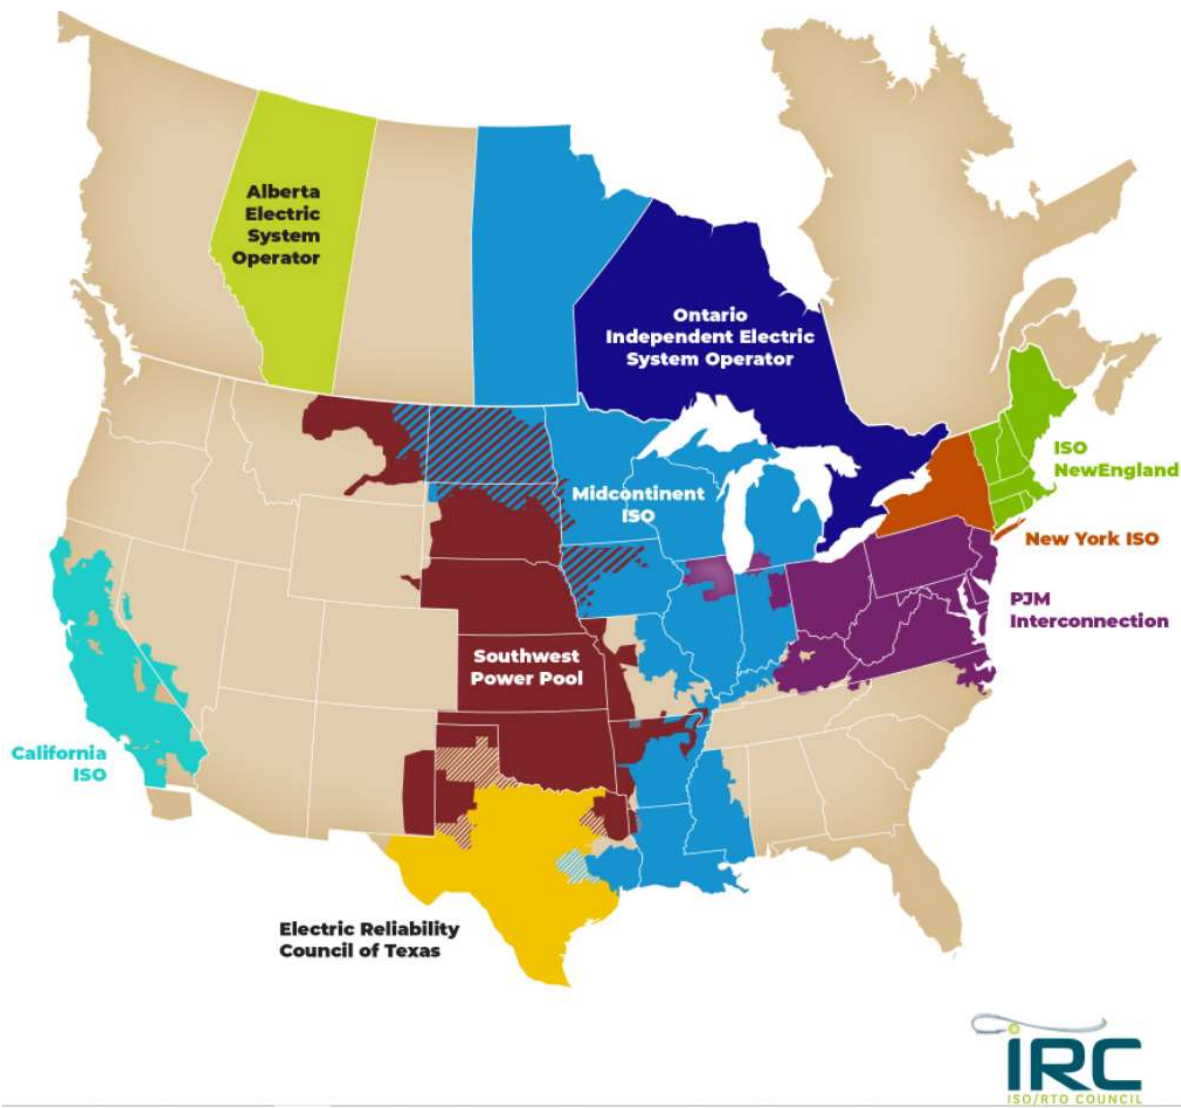 Alberta
Electric
System
Operator
Ontario
Independent Electric
System Operator
ISO
NewEngland
Midcontinent
ISO
New York ISO
PJM
Interconnection
Southwest
Power Pool
California
ISO
Electric Reliability
Council of Texas
iRC
ISO/RTO COUNCIL